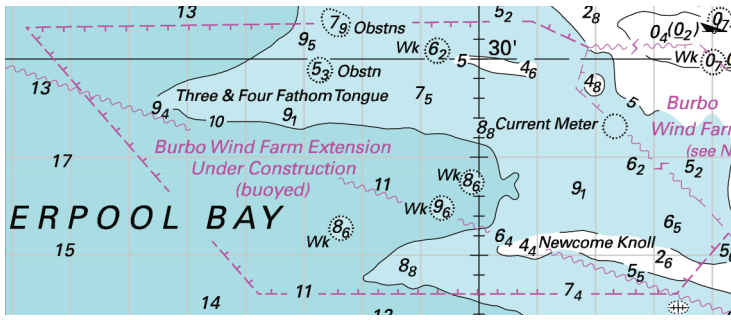 13
5₂
2₈
7₉ Obstns
0₄(0₂)
9₅
Wk 6₂
30'
Wk 0₇
5₃ Obstn
5
4₆
4₈
13
Three & Four Fathom Tongue
7₅
5
Burbo
9₄
10
9₁
8₈ Current Meter
Wind Farm
Burbo Wind Farm Extension
(see N
17
Under Construction
6₂
5₂
(buoyed)
11
Wk 8₆
9₁
ERPOOL BAY
Wk 9₆
8₆
6₅
Wk
6₄
Newcome Knoll
4₄
15
8₈
2₆
5₅
11
7₄
14
12